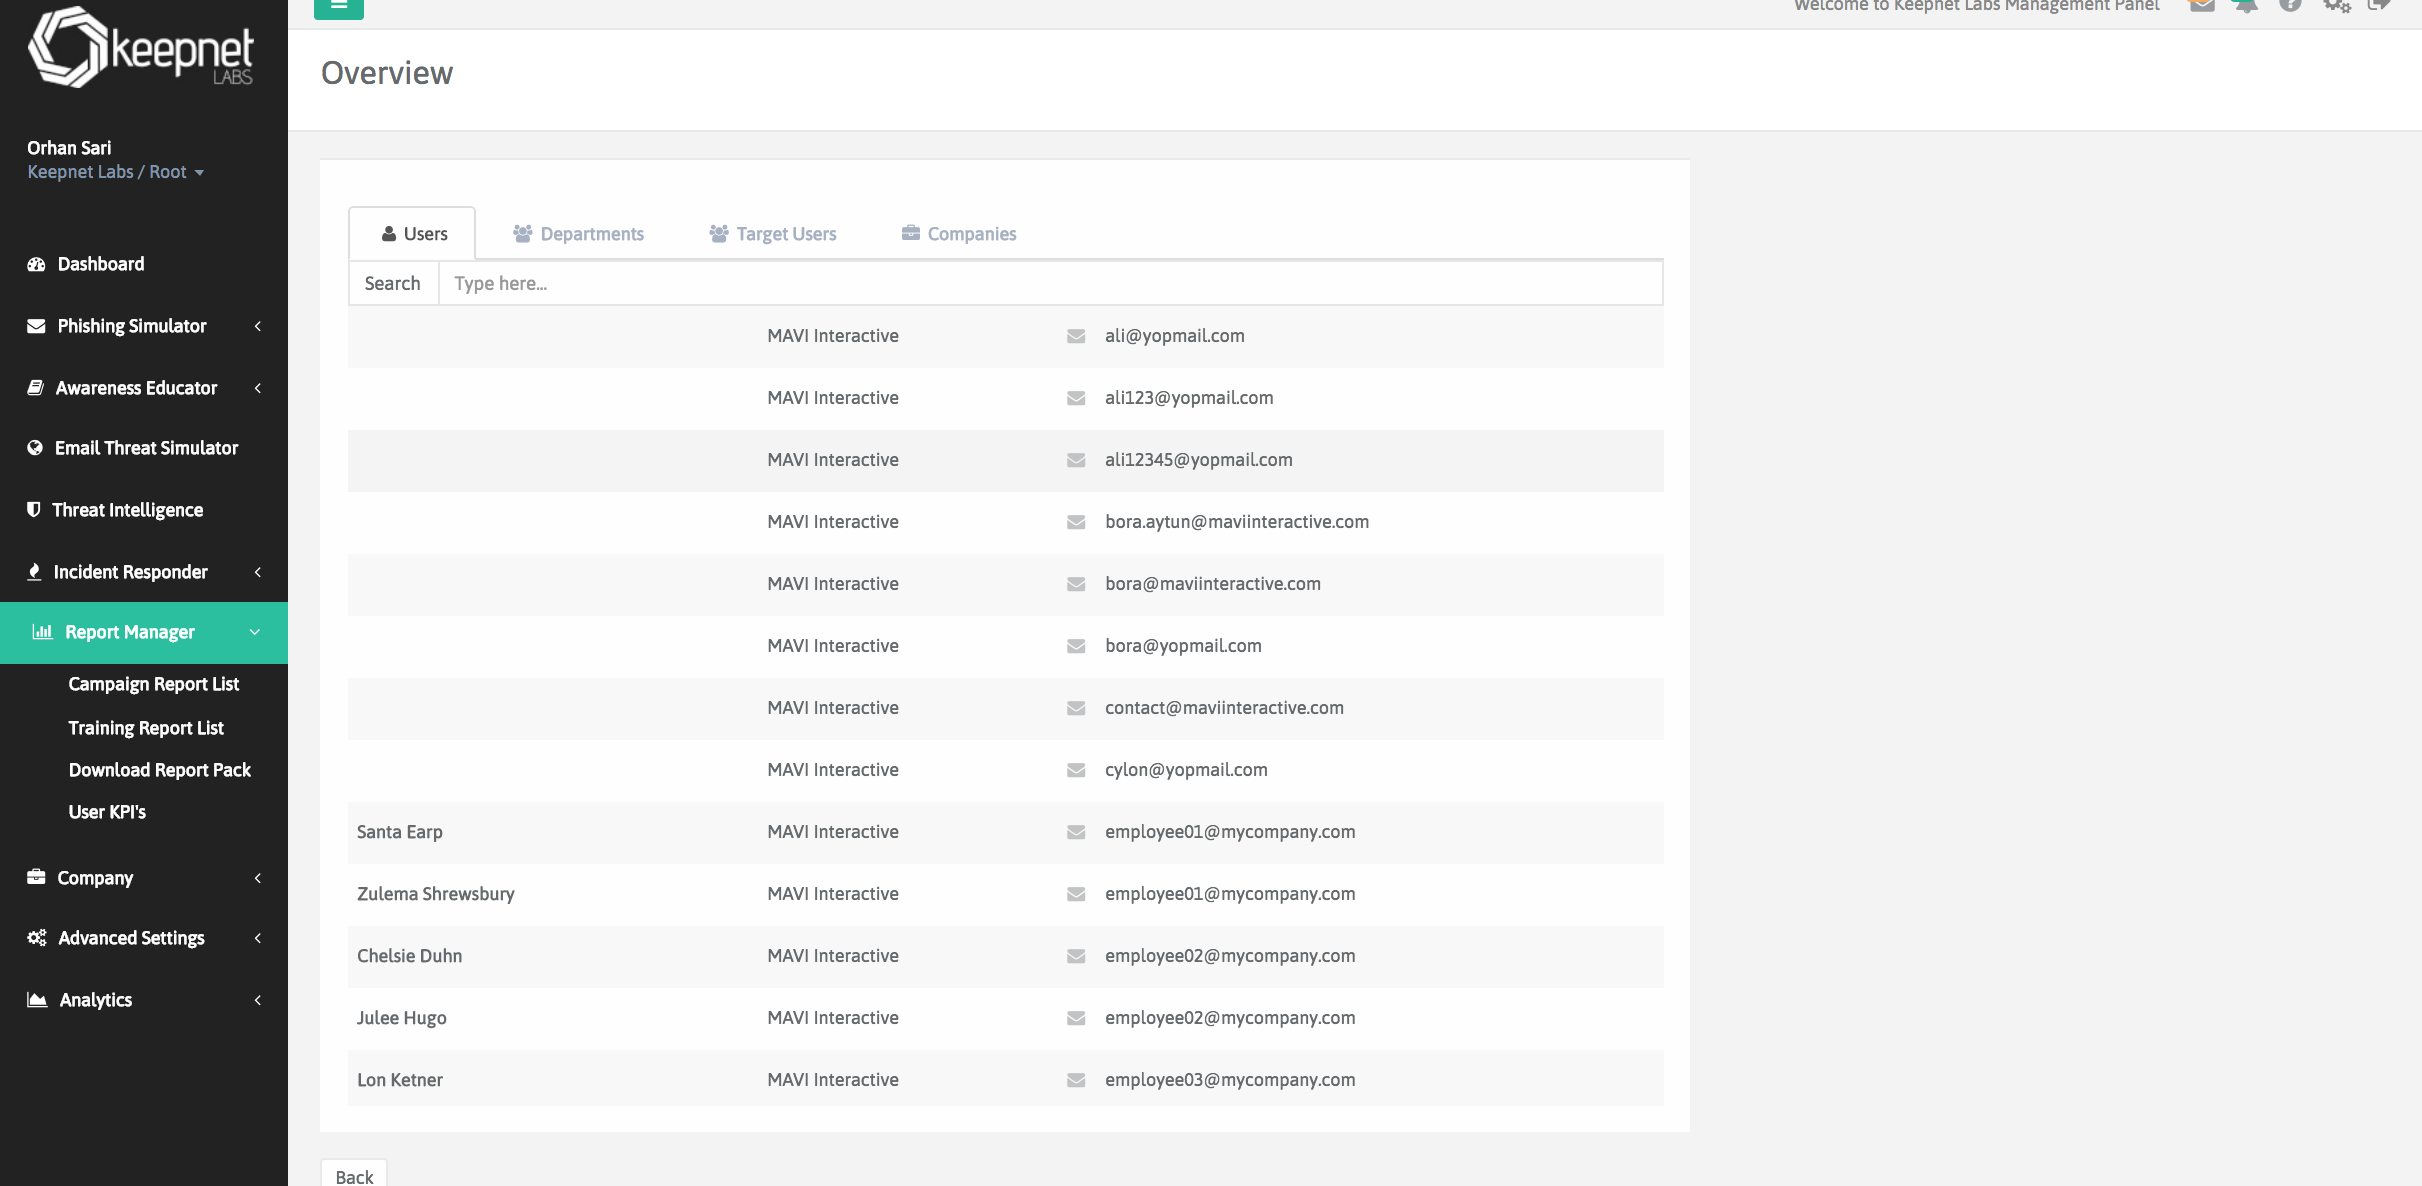 keepnet
LABS
Welcome to Keepnet Labs Management Panel
Overview
Orhan Sari
Keepnet Labs / Root
Dashboard
Phishing Simulator
Awareness Educator
Email Threat Simulator
Threat Intelligence
Incident Responder
Report Manager
Campaign Report List
Training Report List
Download Report Pack
User KPI's
Company
Advanced Settings
Analytics
Users Departments Target Users Companies
Search Type here...
MAVI Interactive ali@yopmail.com
MAVI Interactive ali123@yopmail.com
MAVI Interactive ali12345@yopmail.com
MAVI Interactive bora.aytun@maviinteractive.com
MAVI Interactive bora@maviinteractive.com
MAVI Interactive bora@yopmail.com
MAVI Interactive contact@maviinteractive.com
MAVI Interactive cylon@yopmail.com
Santa Earp MAVI Interactive employee01@mycompany.com
Zulema Shrewsbury MAVI Interactive employee01@mycompany.com
Chelsie Duhn MAVI Interactive employee02@mycompany.com
Julee Hugo MAVI Interactive employee02@mycompany.com
Lon Ketner MAVI Interactive employee03@mycompany.com
Back